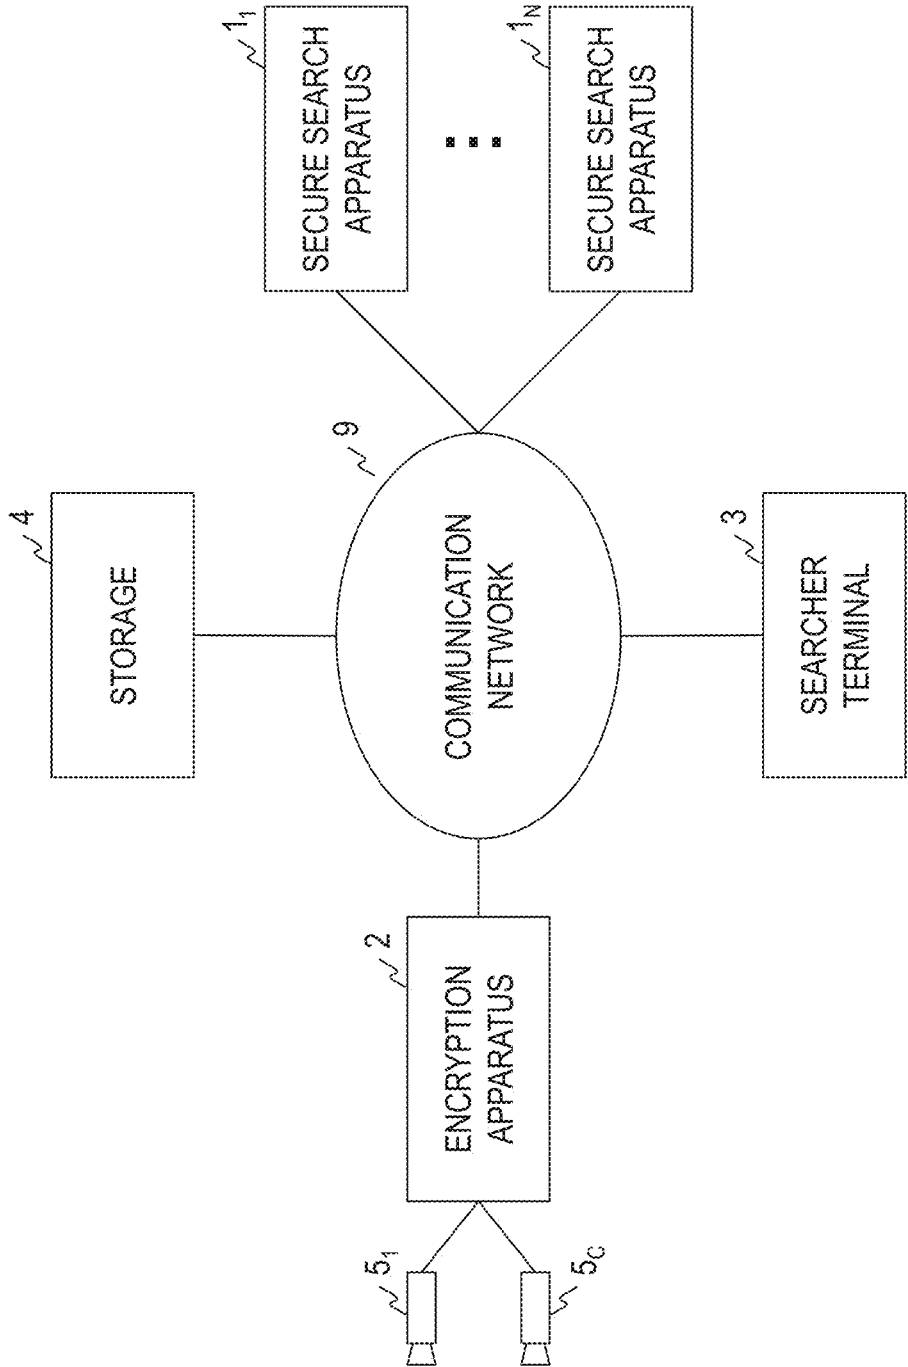 4
STORAGE
5₁
5C
2
ENCRYPTION
APPARATUS
9
COMMUNICATION
NETWORK
1₁
SECURE SEARCH
APPARATUS
1N
SECURE SEARCH
APPARATUS
3
SEARCHER
TERMINAL